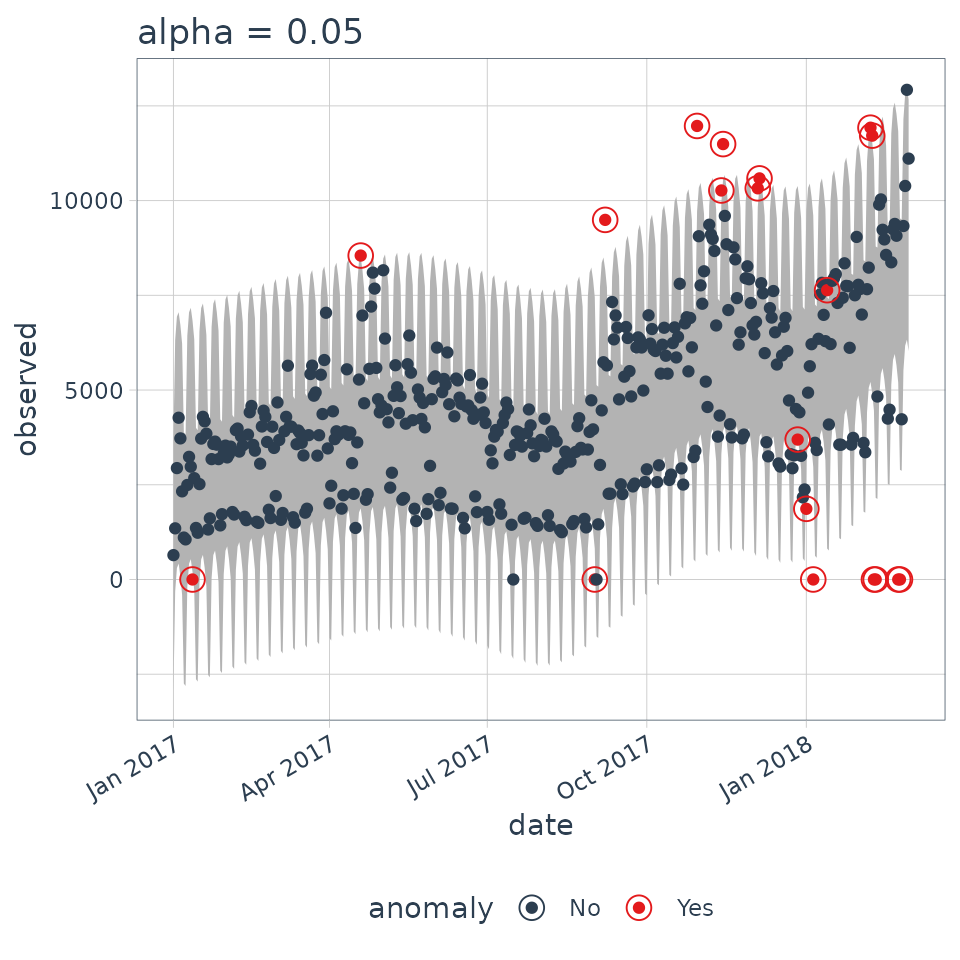 alpha = 0.05
observed
10000
5000
0
Jan 2017
Apr 2017
Jul 2017
Oct 2017
Jan 2018
date
anomaly
No
Yes